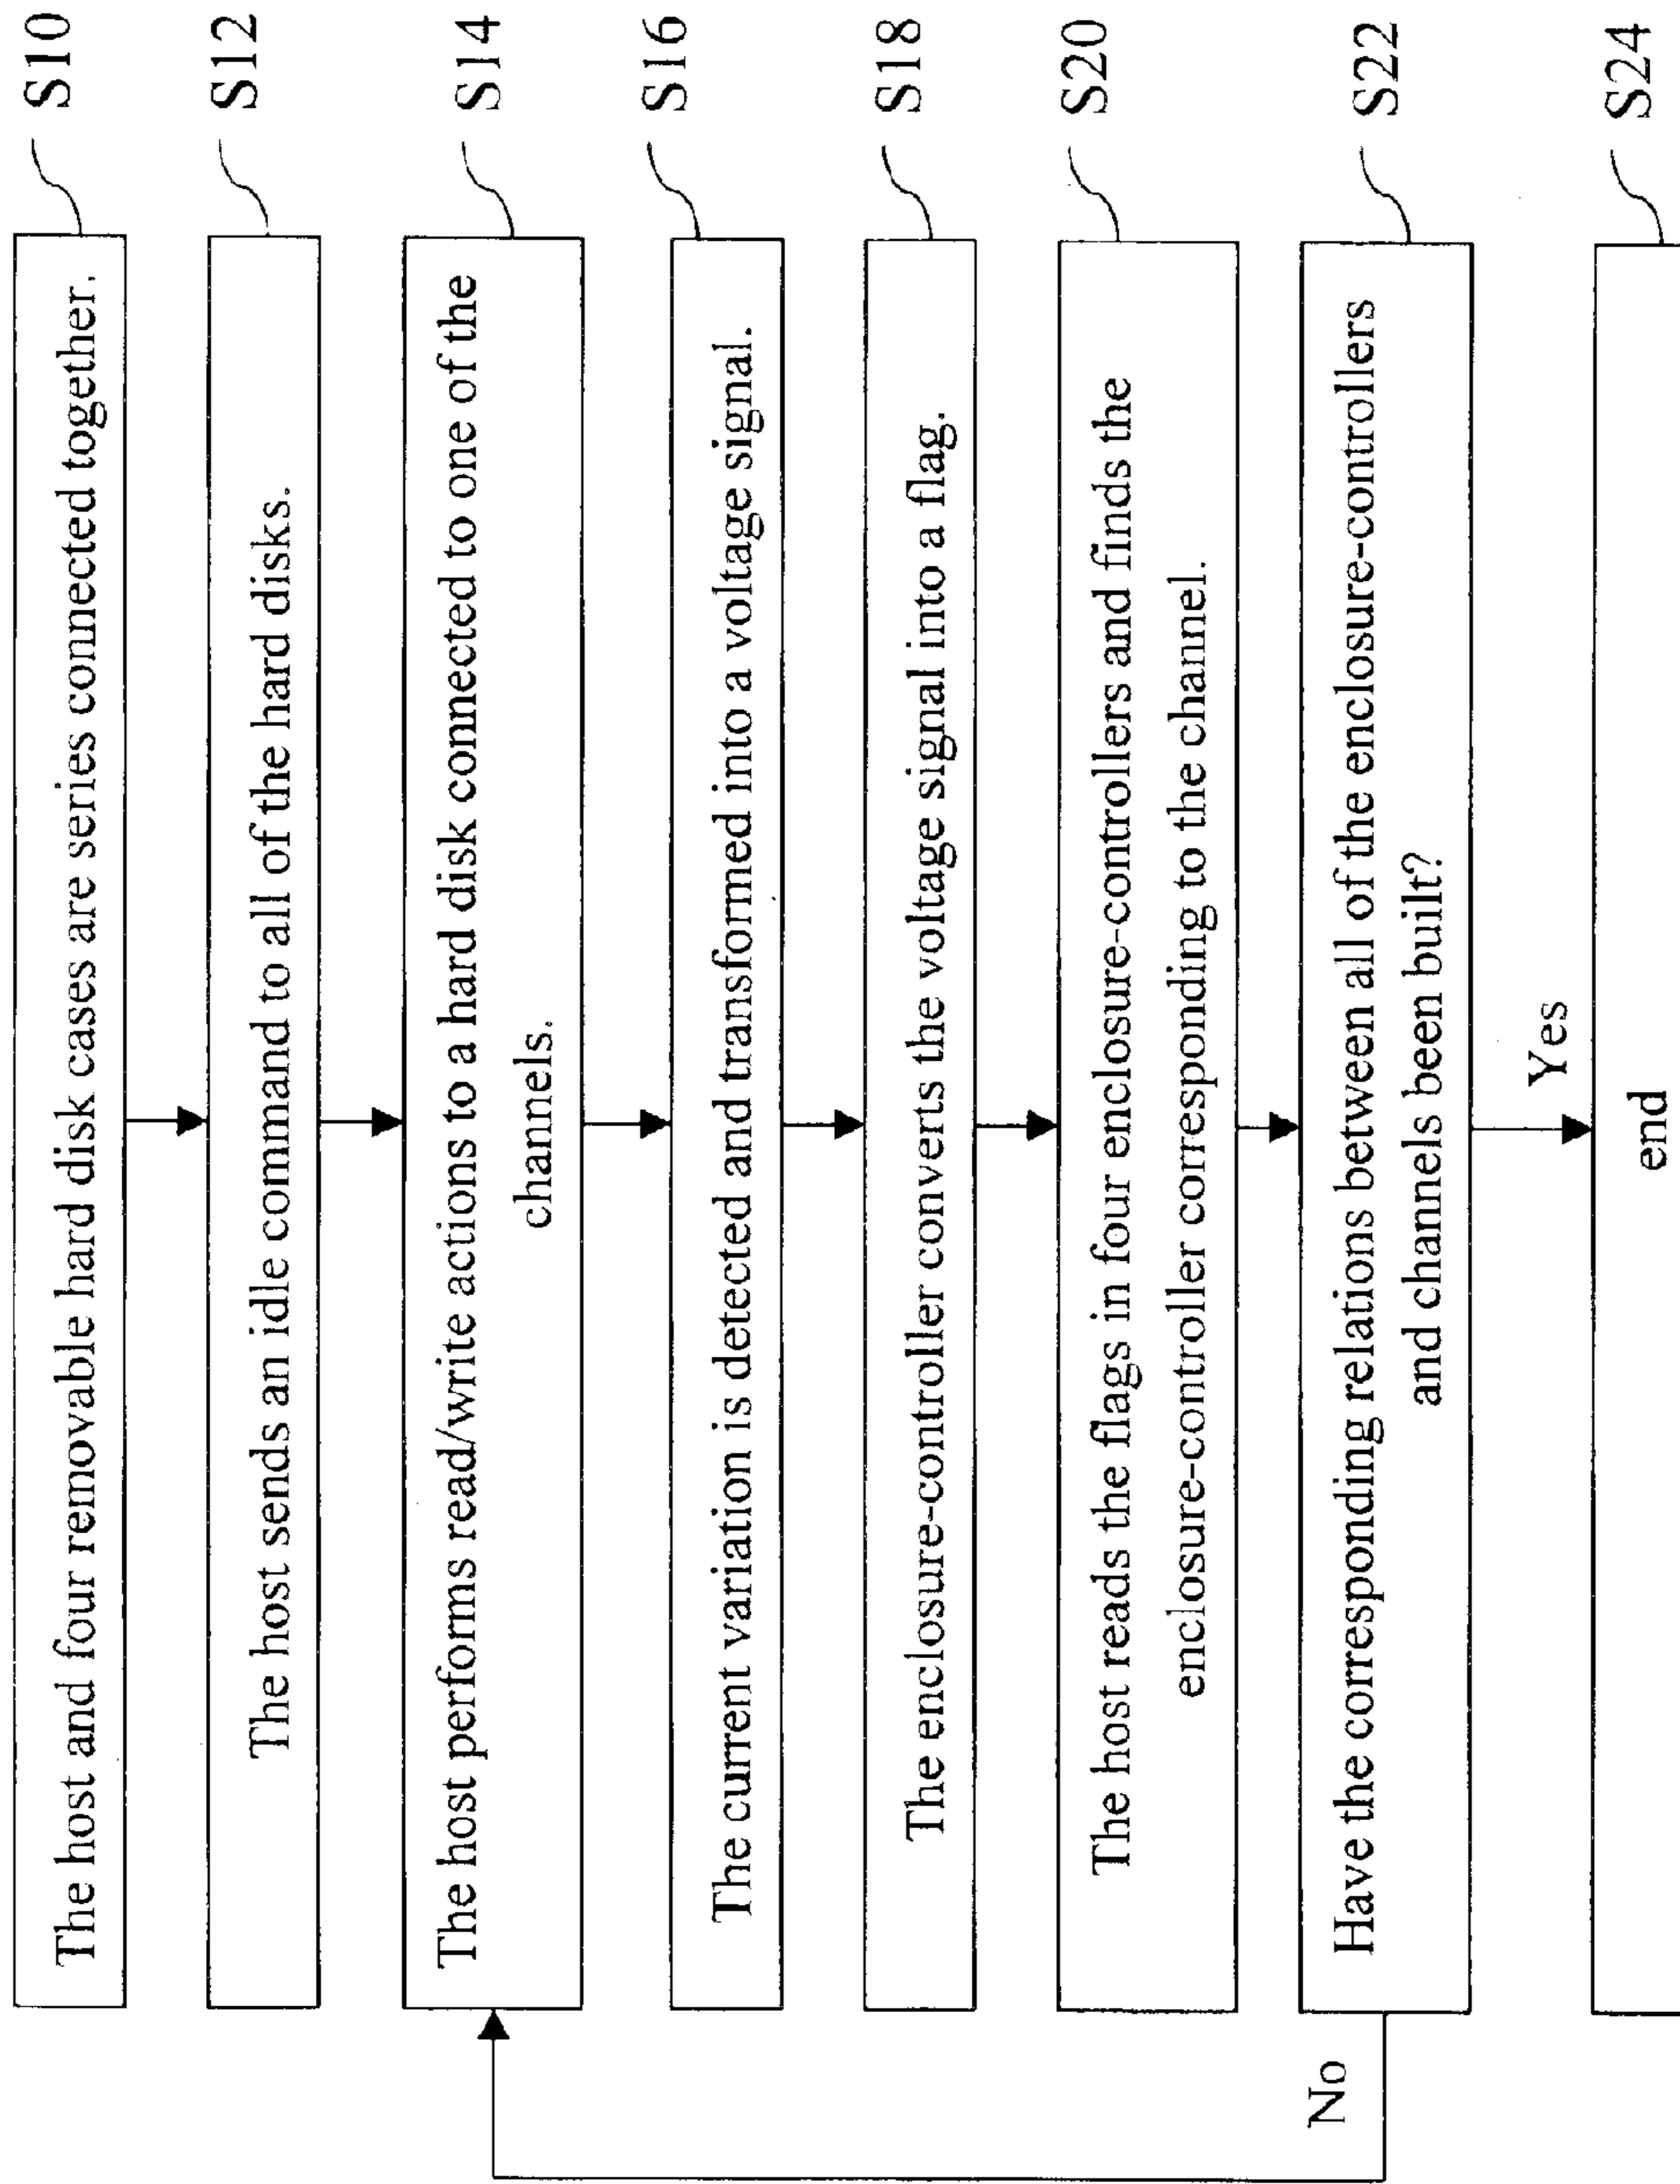 The host and four removable hard disk cases are series connected together.
S10
The host sends an idle command to all of the hard disks.
S12
The host performs read/write actions to a hard disk connected to one of the
channels.
S14
The current variation is detected and transformed into a voltage signal.
S16
The enclosure-controller converts the voltage signal into a flag.
S18
The host reads the flags in four enclosure-controllers and finds the
enclosure-controller corresponding to the channel.
S20
Have the corresponding relations between all of the enclosure-controllers
and channels been built?
S22
No
Yes
end
S24